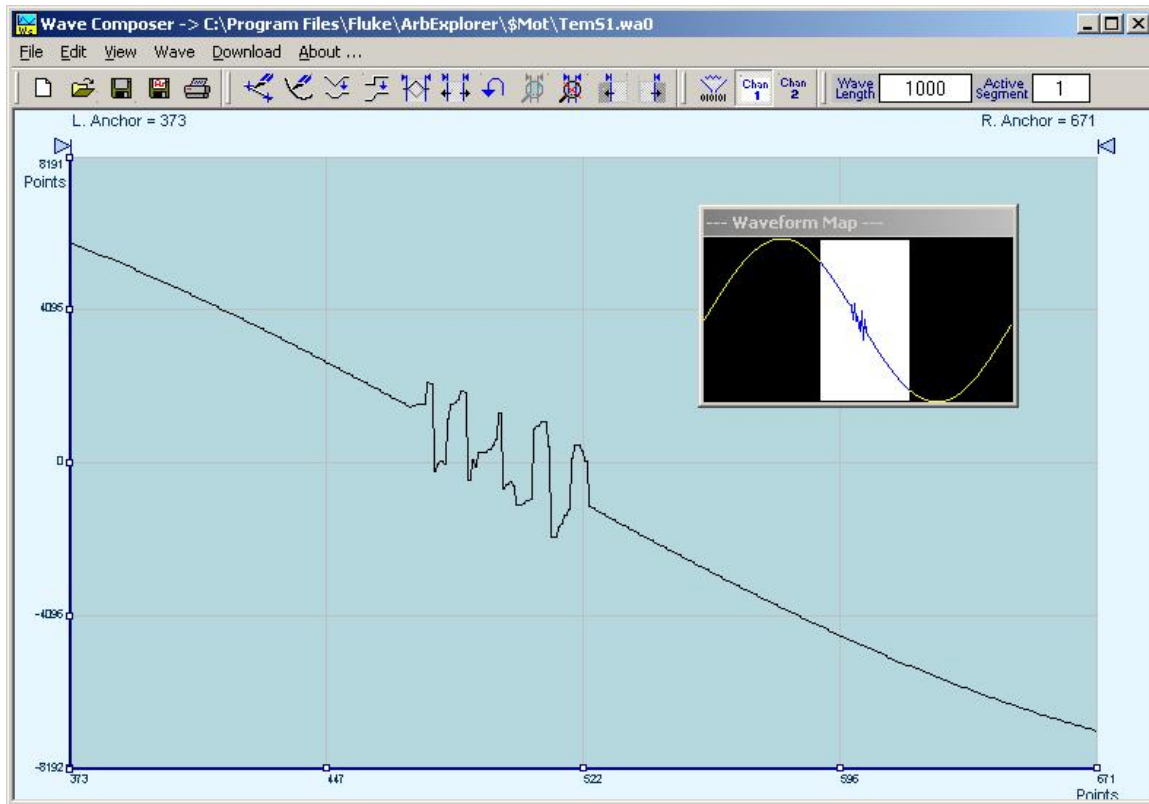 Wave Composer -> C:\Program Files\Fluke\ArbExplorer\$Mot\TemS1.wa0
File Edit View Wave Download About ...
010101
Chan 1
Chan 2
Wave Length 1000
Active Segment 1
L. Anchor = 373
R. Anchor = 671
8191
Points
4095
0
-4096
-8192
--- Waveform Map ---
373 447 522 596 671
Points